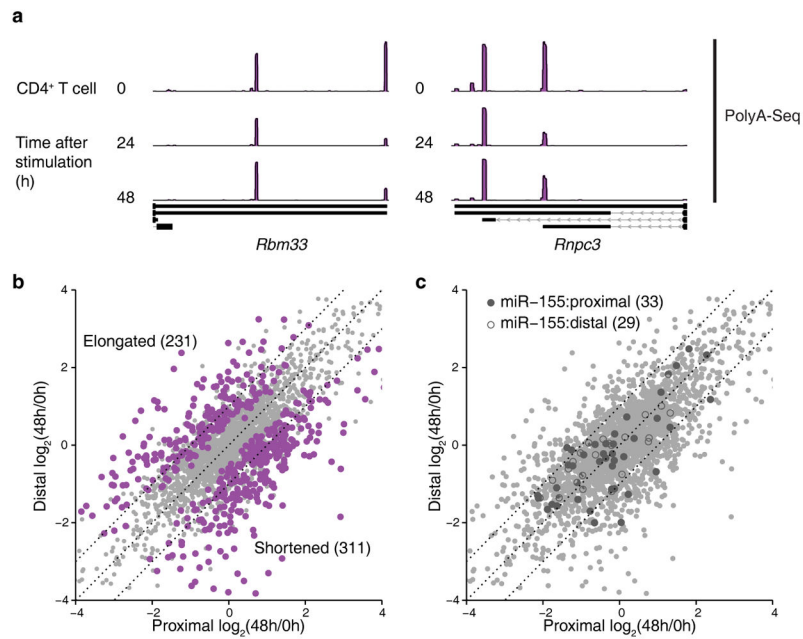 a
CD4⁺ T cell
0
0
Time after
stimulation
(h)
24
24
48
48
PolyA-Seq
Rbm33
Rnpc3
b
4
2
0
−2
−4
Distal log₂(48h/0h)
Elongated (231)
Shortened (311)
−4 −2 0 2 4
Proximal log₂(48h/0h)
c
4
2
0
−2
−4
Distal log₂(48h/0h)
miR−155:proximal (33)
miR−155:distal (29)
−4 −2 0 2 4
Proximal log₂(48h/0h)